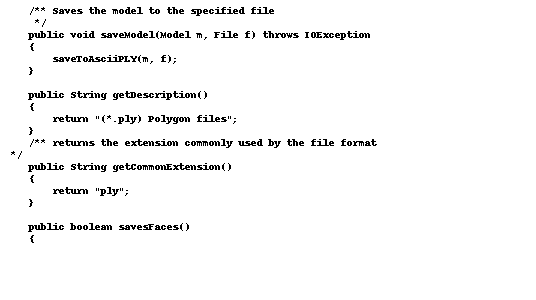 /** Saves the model to the specified file
*/
public void saveModel(Model m, File f) throws IOException
{
saveToAsciiPLY(m, f);
}
public String getDescription()
{
return "(*.ply) Polygon files";
}
/** returns the extension commonly used by the file format
*/
public String getCommonExtension()
{
return "ply";
}
public boolean savesFaces()
{